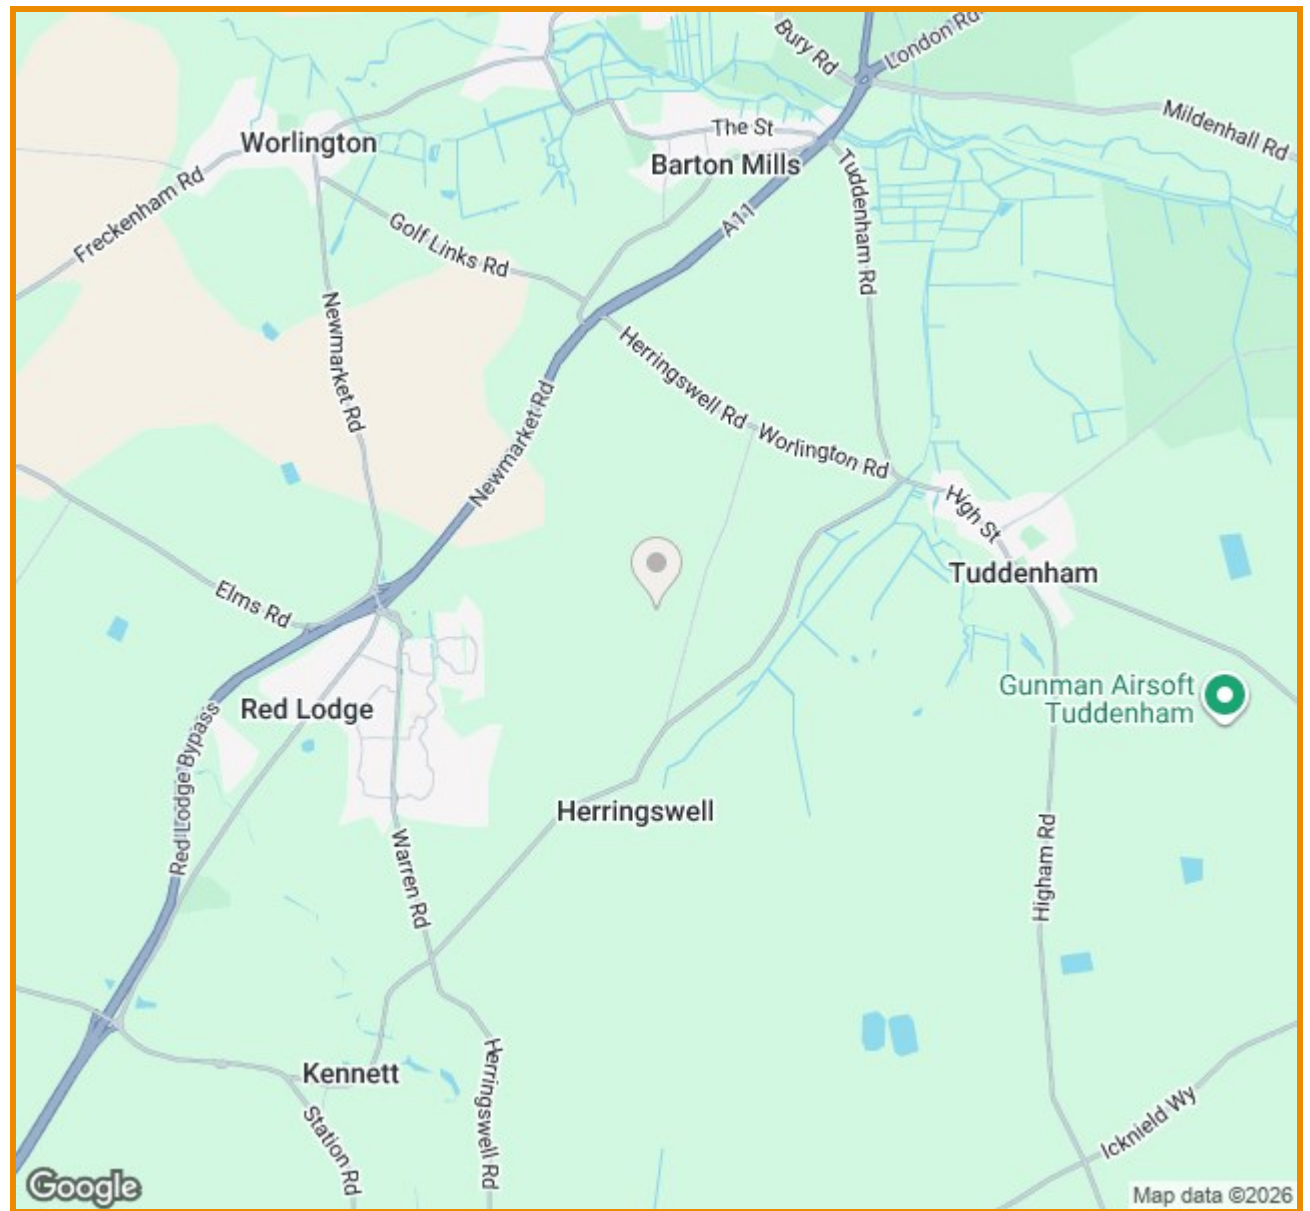 Bury Rd
London Rd
Mildenhall Rd
The St
Worlington
Barton Mills
Freckenham Rd
Golf Links Rd
A11
Tuddenham Rd
Newmarket Rd
Herringswell Rd
Newmarket Rd
Worlington Rd
High St
Tuddenham
Elms Rd
Gunman Airsoft
Tuddenham
Red Lodge
Red Lodge Bypass
Herringswell
Warren Rd
Higham Rd
Kennett
Herringswell Rd
Station Rd
Icknield Wy
Google
Map data ©2026